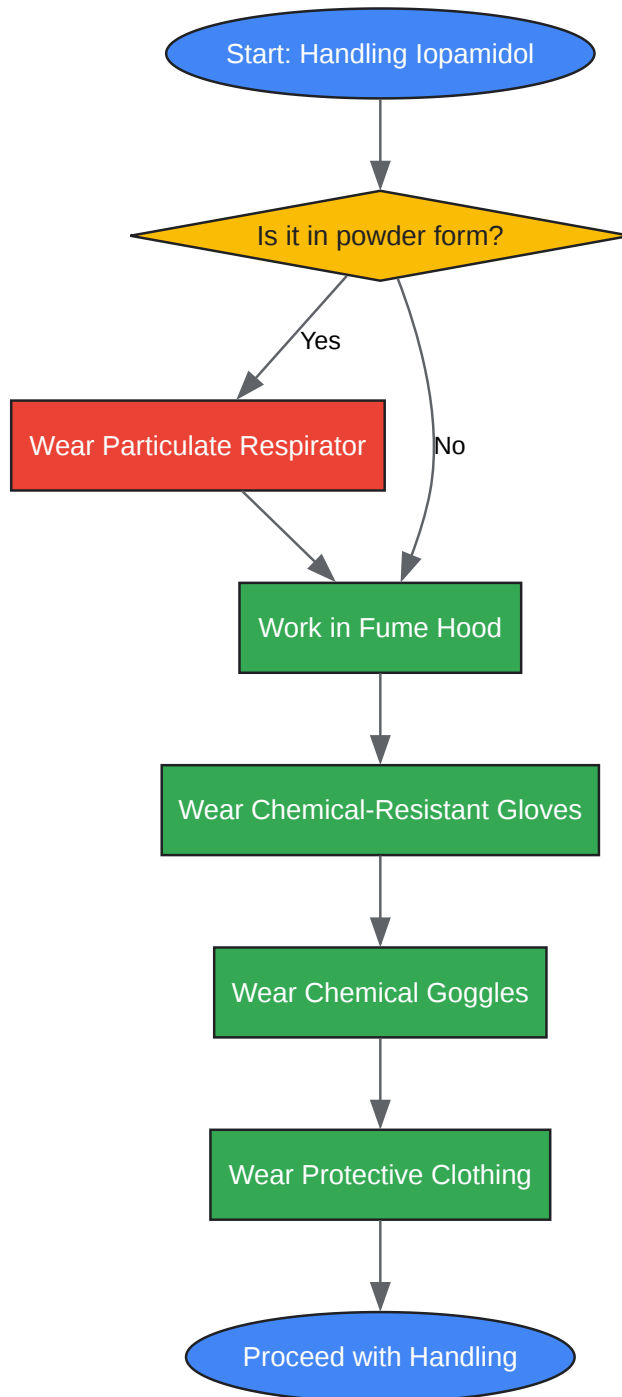 Start: Handling Iopamidol
Is it in powder form?
Yes
Wear Particulate Respirator
No
Work in Fume Hood
Wear Chemical-Resistant Gloves
Wear Chemical Goggles
Wear Protective Clothing
Proceed with Handling